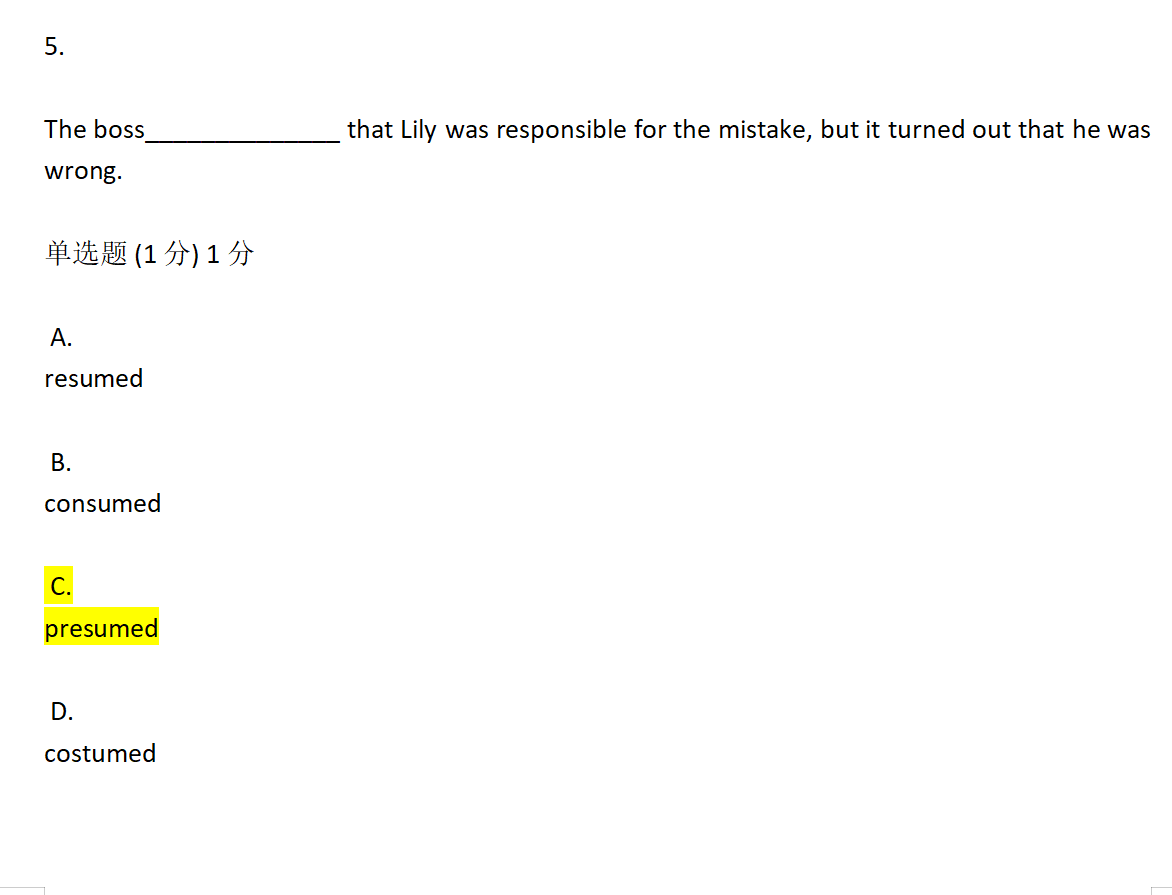 5.
The boss______________ that Lily was responsible for the mistake, but it turned out that he was
wrong.
单选题 (1 分) 1 分
A.
resumed
B.
consumed
C.
presumed
D.
costumed